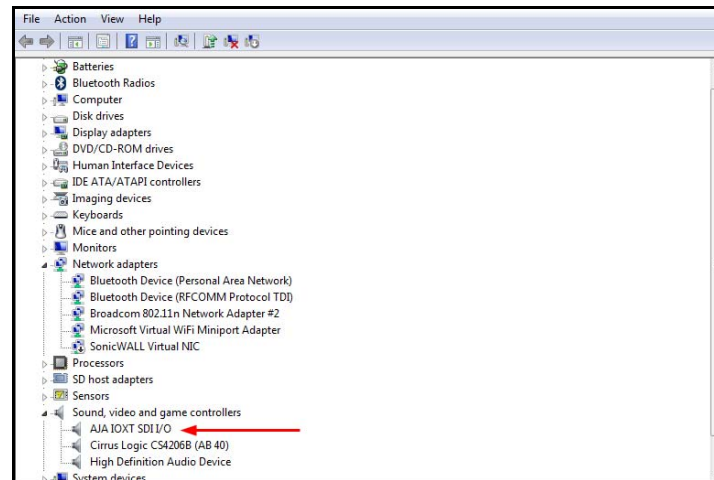 File Action View Help
Batteries
Bluetooth Radios
Computer
Disk drives
Display adapters
DVD/CD-ROM drives
Human Interface Devices
IDE ATA/ATAPI controllers
Imaging devices
Keyboards
Mice and other pointing devices
Monitors
Network adapters
Bluetooth Device (Personal Area Network)
Bluetooth Device (RFCOMM Protocol TDI)
Broadcom 802.11n Network Adapter #2
Microsoft Virtual WiFi Miniport Adapter
SonicWALL Virtual NIC
Processors
SD host adapters
Sensors
Sound, video and game controllers
AJA IOXT SDI I/O
Cirrus Logic CS4206B (AB 40)
High Definition Audio Device
System devices